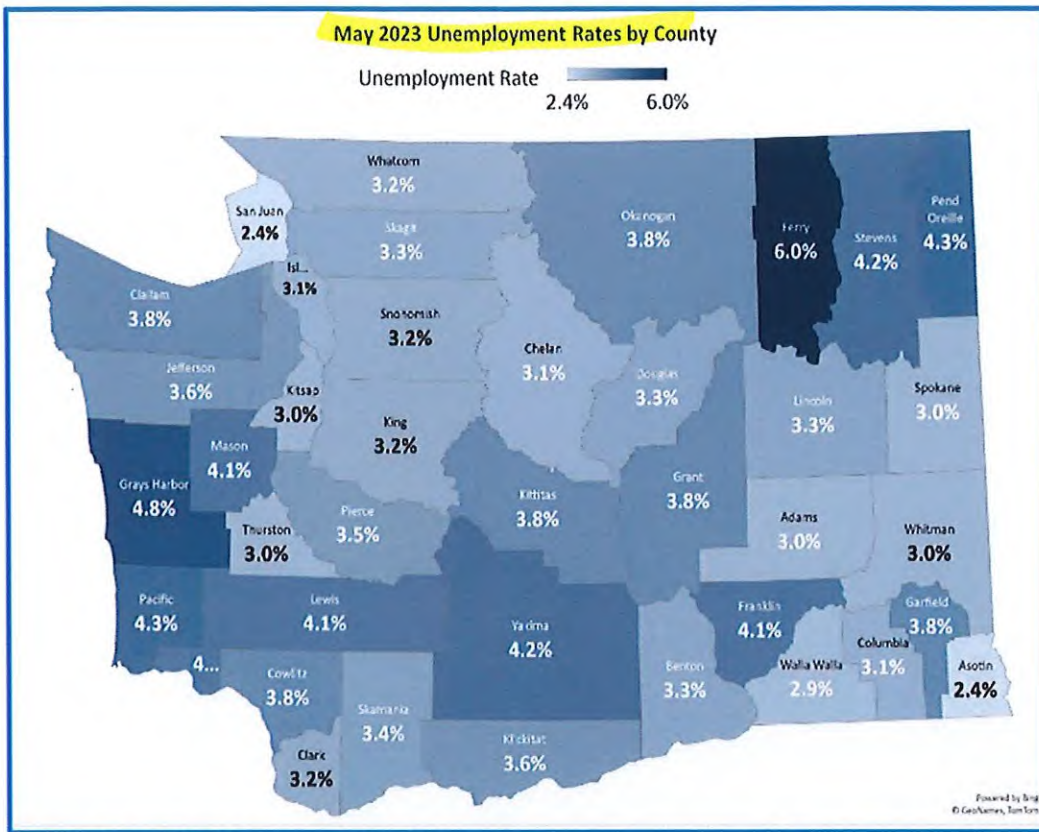 May 2023 Unemployment Rates by County
Unemployment Rate
2.4% 6.0%
Whatcom
3.2%
San Juan
2.4%
Skagit
3.3%
Okanogan
3.8%
Ferry
6.0%
Stevens
4.2%
Pend
Oreille
4.3%
Isl...
3.1%
Clallam
3.8%
Snohomish
3.2%
Chelan
3.1%
Douglas
3.3%
Jefferson
3.6%
Kitsap
3.0%
King
3.2%
Lincoln
3.3%
Spokane
3.0%
Mason
4.1%
Grays Harbor
4.8%
Grant
3.8%
Kittitas
3.8%
Pierce
3.5%
Thurston
3.0%
Adams
3.0%
Whitman
3.0%
Pacific
4.3%
Lewis
4.1%
Yakima
4.2%
Franklin
4.1%
Garfield
3.8%
4...
Cowlitz
3.8%
Benton
3.3%
Walla Walla
2.9%
Columbia
3.1%
Asotin
2.4%
Skamania
3.4%
Klickitat
3.6%
Clark
3.2%
Powered by Bing
© GeoNames, TomTom